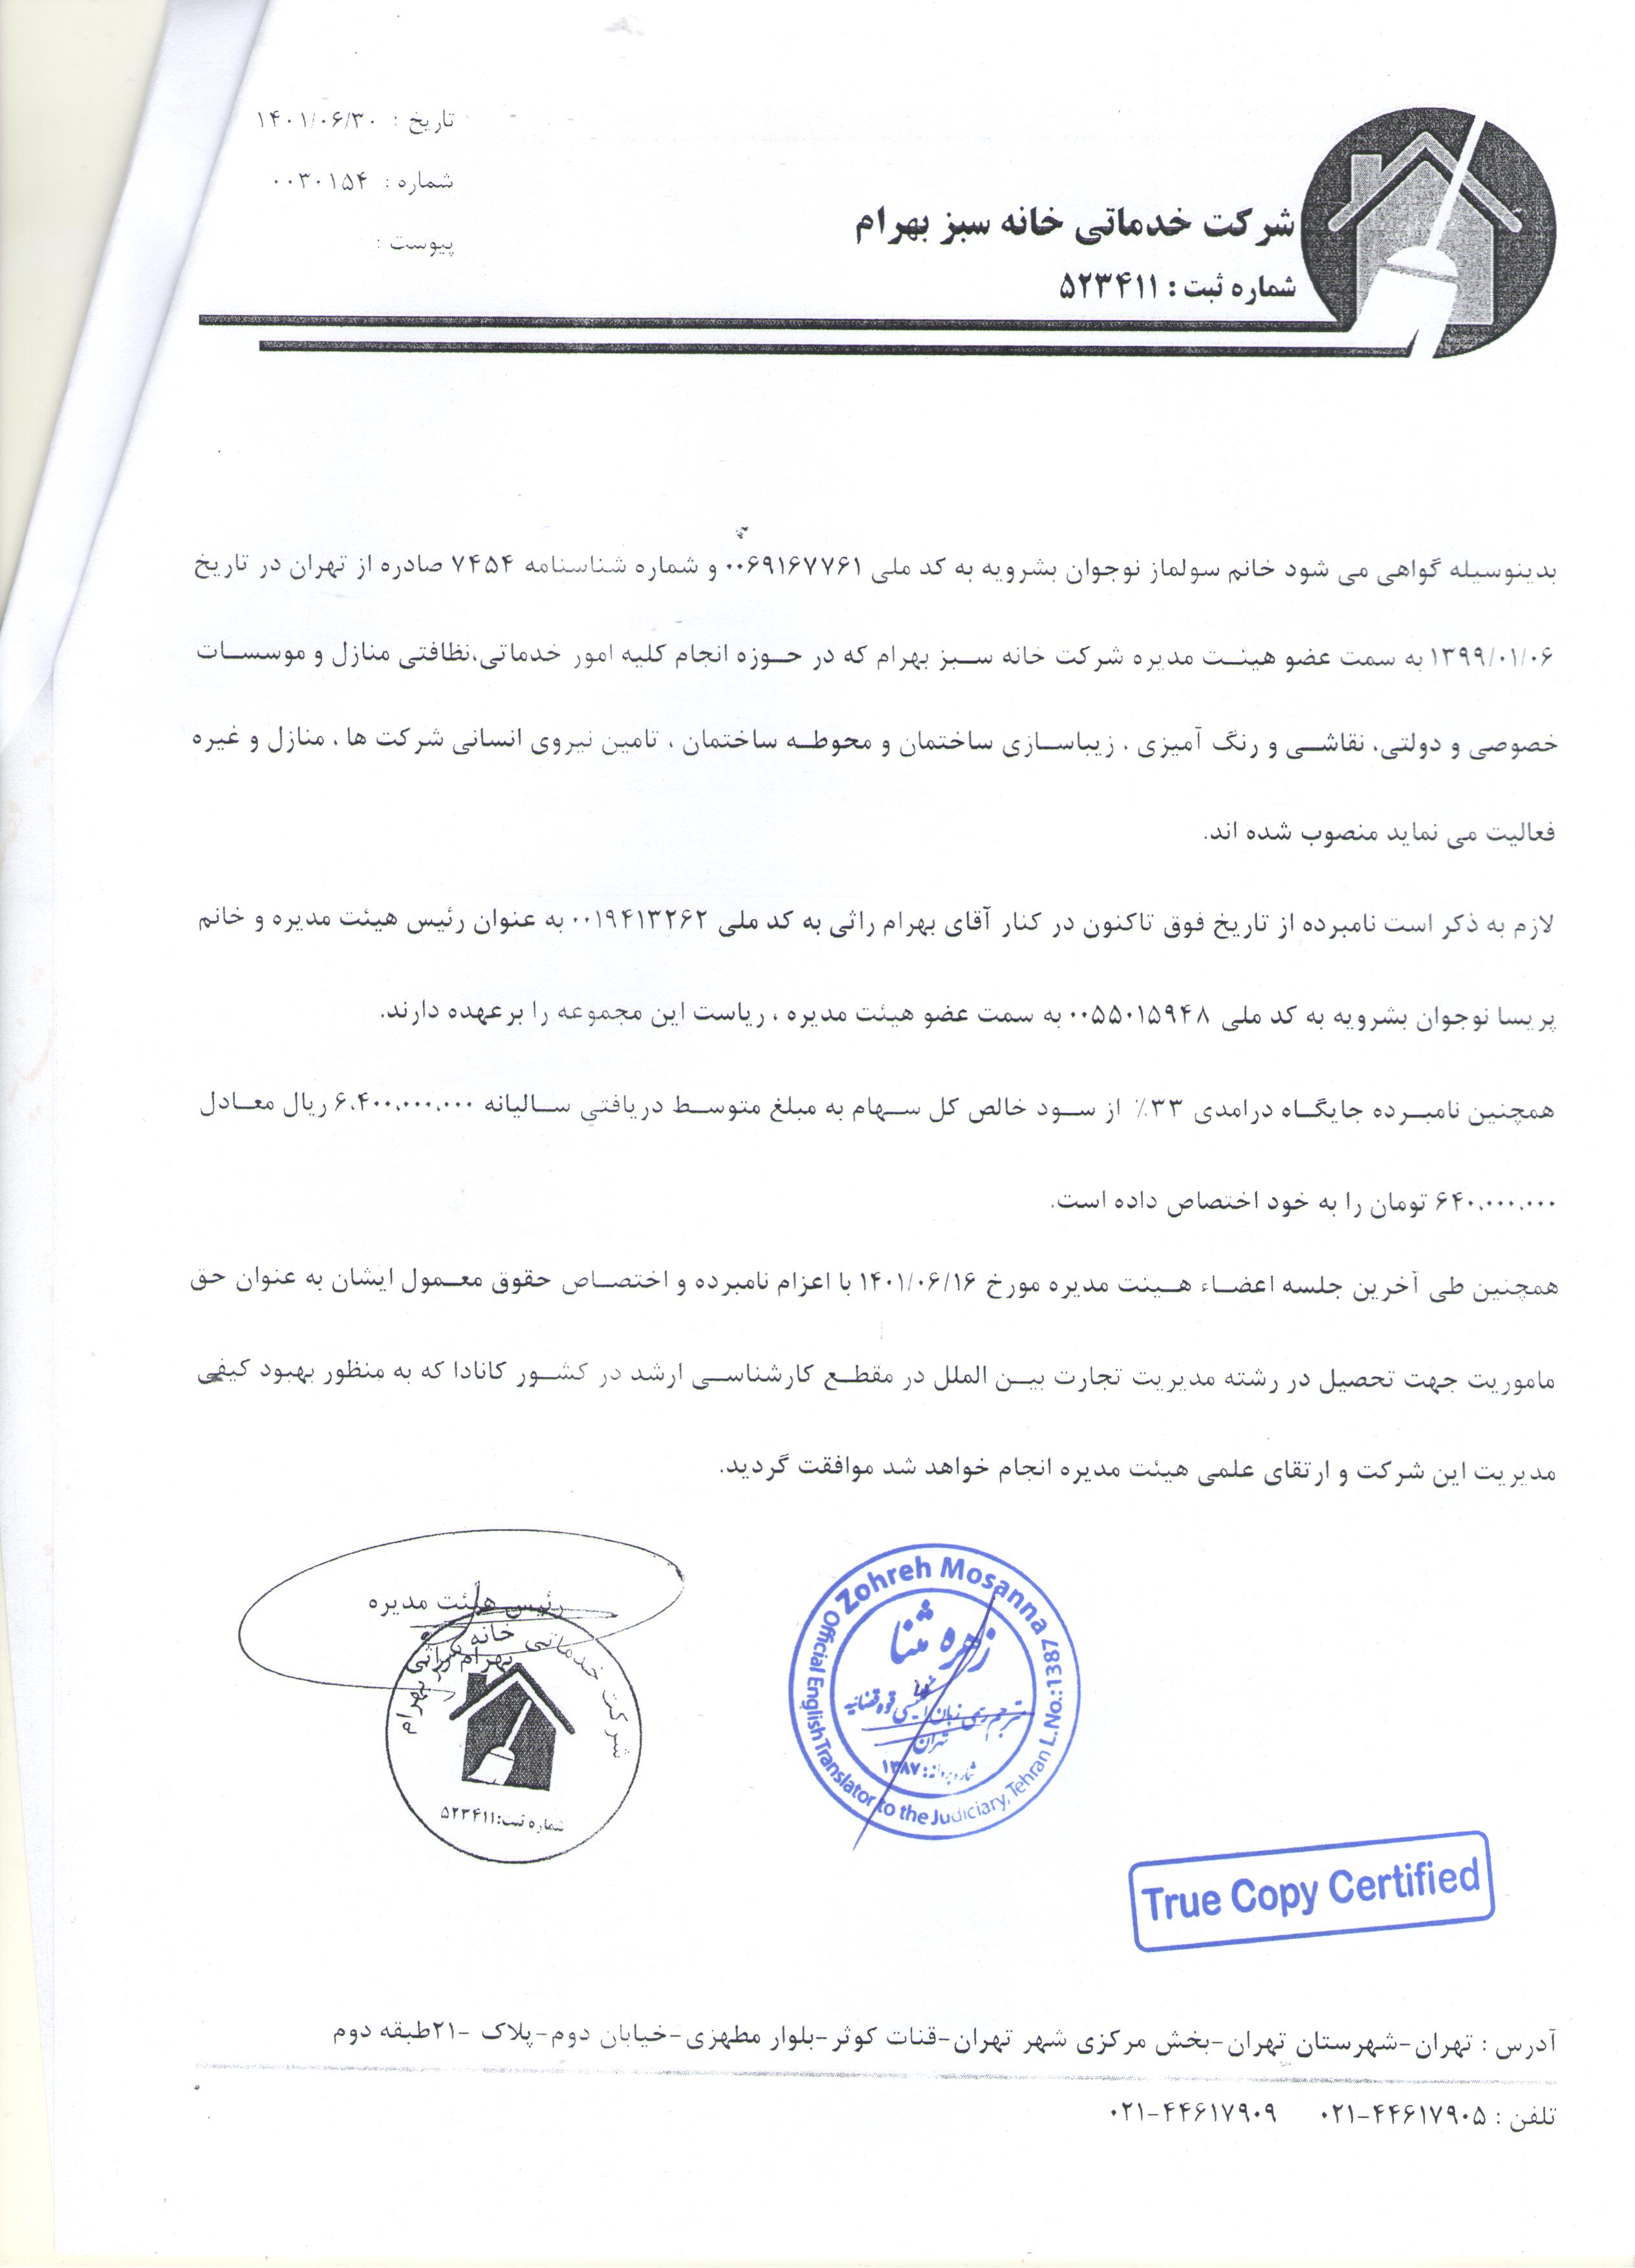 تاریخ : ۱۴۰۱/۰۶/۳۰
شماره : ۰۰۳۰۱۵۴
پیوست :
شرکت خدماتی خانه سبز بهرام
شماره ثبت : ۵۲۳۴۱۱
بدینوسیله گواهی می شود خانم سولماز نوجوان بشرویه به کد ملی ۰۰۶۹۱۶۷۷۶۱ و شماره شناسنامه ۷۴۵۴ صادره از تهران در تاریخ
۱۳۹۹/۰۱/۰۶ به سمت عضو هیئت مدیره شرکت خانه سبز بهرام که در حوزه انجام کلیه امور خدماتی،نظافتی منازل و موسسات
خصوصی و دولتی، نقاشی و رنگ آمیزی ، زیباسازی ساختمان و محوطه ساختمان ، تامین نیروی انسانی شرکت ها ، منازل و غیره
فعالیت می نماید منصوب شده اند.
لازم به ذکر است نامبرده از تاریخ فوق تاکنون در کنار آقای بهرام راثی به کد ملی ۰۰۱۹۴۱۳۲۶۲ به عنوان رئیس هیئت مدیره و خانم
پریسا نوجوان بشرویه به کد ملی ۰۰۵۵۰۱۵۹۴۸ به سمت عضو هیئت مدیره ، ریاست این مجموعه را برعهده دارند.
همچنین نامبرده جایگاه درامدی ۳۳٪ از سود خالص کل سهام به مبلغ متوسط دریافتی سالیانه ۶،۴۰۰،۰۰۰،۰۰۰ ریال معادل
۶۴۰،۰۰۰،۰۰۰ تومان را به خود اختصاص داده است.
همچنین طی آخرین جلسه اعضاء هیئت مدیره مورخ ۱۴۰۱/۰۶/۱۶ با اعزام نامبرده و اختصاص حقوق معمول ایشان به عنوان حق
ماموریت جهت تحصیل در رشته مدیریت تجارت بین الملل در مقطع کارشناسی ارشد در کشور کانادا که به منظور بهبود کیفی
مدیریت این شرکت و ارتقای علمی هیئت مدیره انجام خواهد شد موافقت گردید.
رئیس هیئت مدیره
بهرام راثی
شرکت خدماتی خانه سبز بهرام
شماره ثبت:۵۲۳۴۱۱
Zohreh Mosanna
Official English Translator to the Judiciary, Tehran L.No.:1387
زهره مثنا
مترجم رسمی زبان انگلیسی قوه قضائیه
تهران
شماره پروانه: ۱۳۸۷
True Copy Certified
آدرس : تهران-شهرستان تهران-بخش مرکزی شهر تهران-قنات کوثر-بلوار مطهزی-خیابان دوم-پلاک -۲۱طبقه دوم
تلفن : ۰۲۱-۴۴۶۱۷۹۰۵ ۰۲۱-۴۴۶۱۷۹۰۹